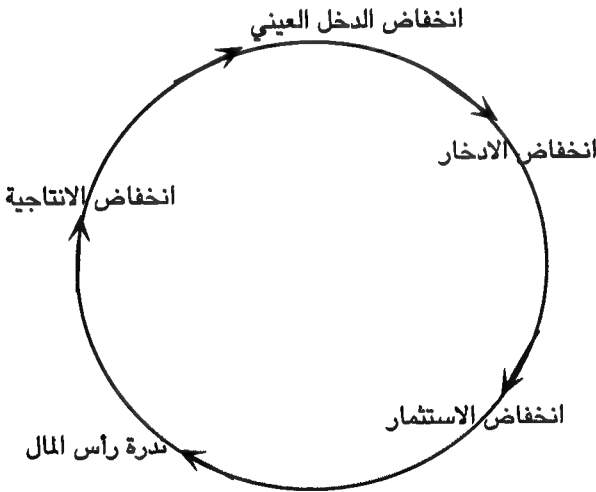 انخفاض الدخل العيني
انخفاض الادخار
انخفاض الانتاجية
انخفاض الاستثمار
ندرة رأس المال